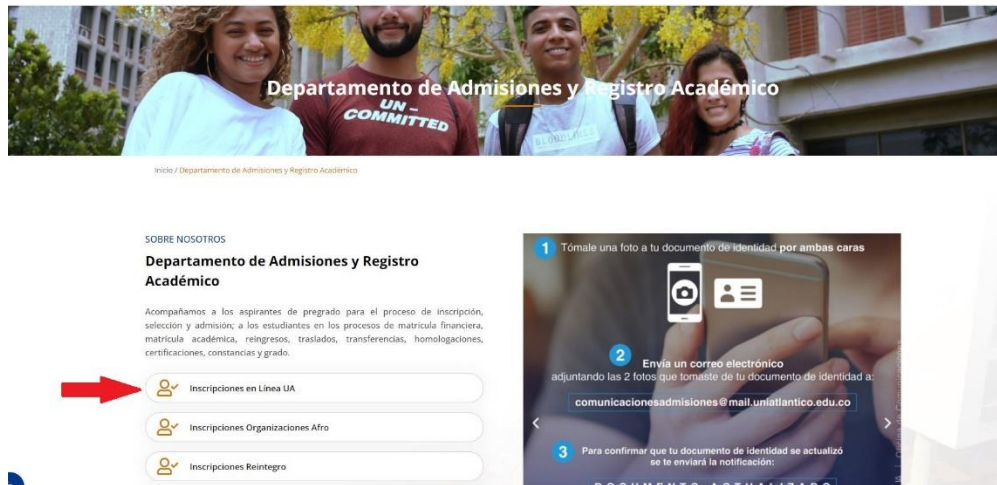 Departamento de Admisiones y Registro Académico
UN -
COMMITTED
BLOODLINES
Inicio / Departamento de Admisiones y Registro Académico
SOBRE NOSOTROS
Departamento de Admisiones y Registro
Académico
Acompañamos a los aspirantes de pregrado para el proceso de inscripción,
selección y admisión; a los estudiantes en los procesos de matrícula financiera,
matrícula académica, reingresos, traslados, transferencias, homologaciones,
certificaciones, constancias y grado.
Inscripciones en Línea UA
Inscripciones Organizaciones Afro
Inscripciones Reintegro
1 Tómale una foto a tu documento de identidad por ambas caras
2 Envía un correo electrónico
adjuntando las 2 fotos que tomaste de tu documento de identidad a:
comunicacionesadmisiones@mail.uniatlantico.edu.co
3 Para confirmar que tu documento de identidad se actualizó
se te enviará la notificación:
DOCUMENTO ACTUALIZADO